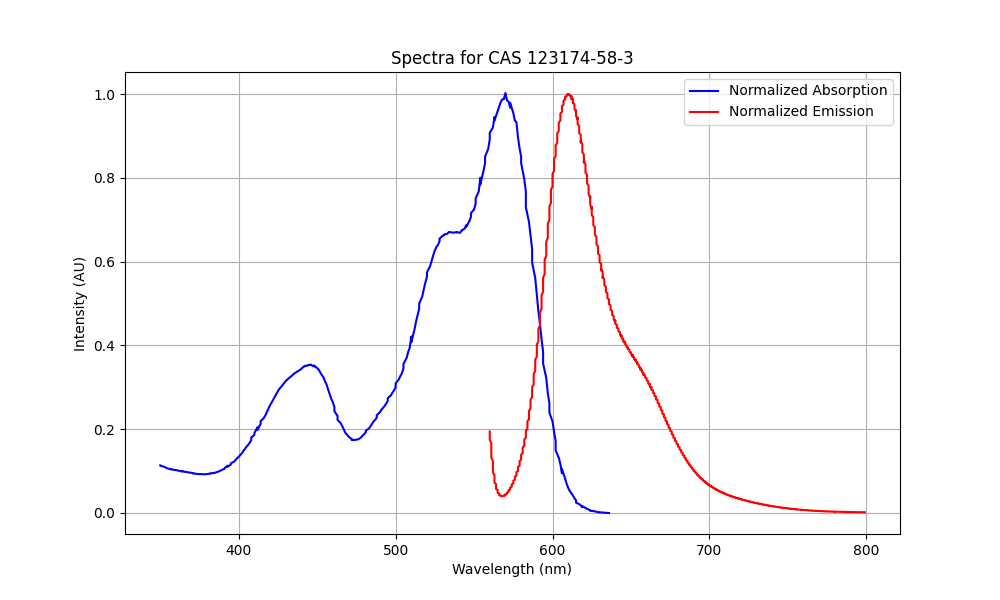 Spectra for CAS 123174-58-3
Normalized Absorption
Normalized Emission
Intensity (AU)
1.0
0.8
0.6
0.4
0.2
0.0
400 500 600 700 800
Wavelength (nm)